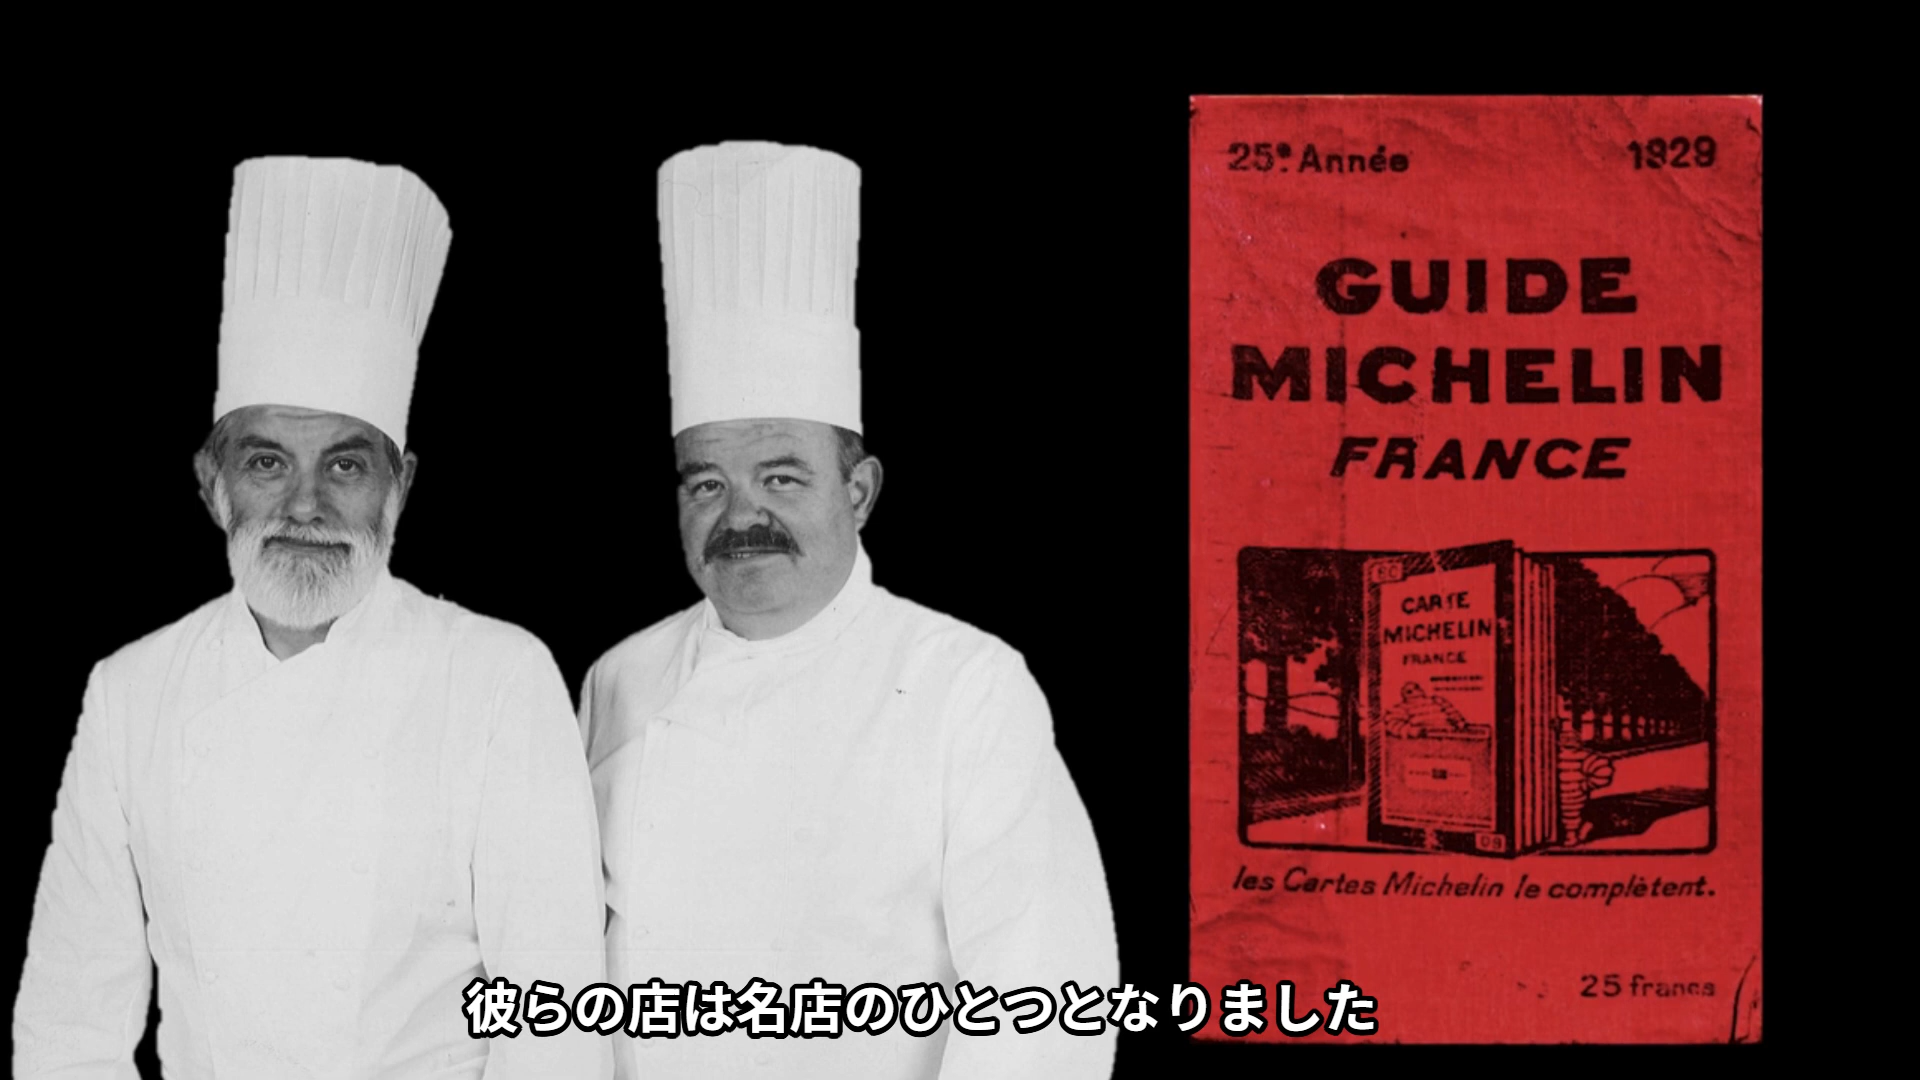 25e Année 1929
GUIDE
MICHELIN
FRANCE
CARTE
MICHELIN
FRANCE
les Cartes Michelin le complètent.
25 francs
彼らの店は名店のひとつとなりました